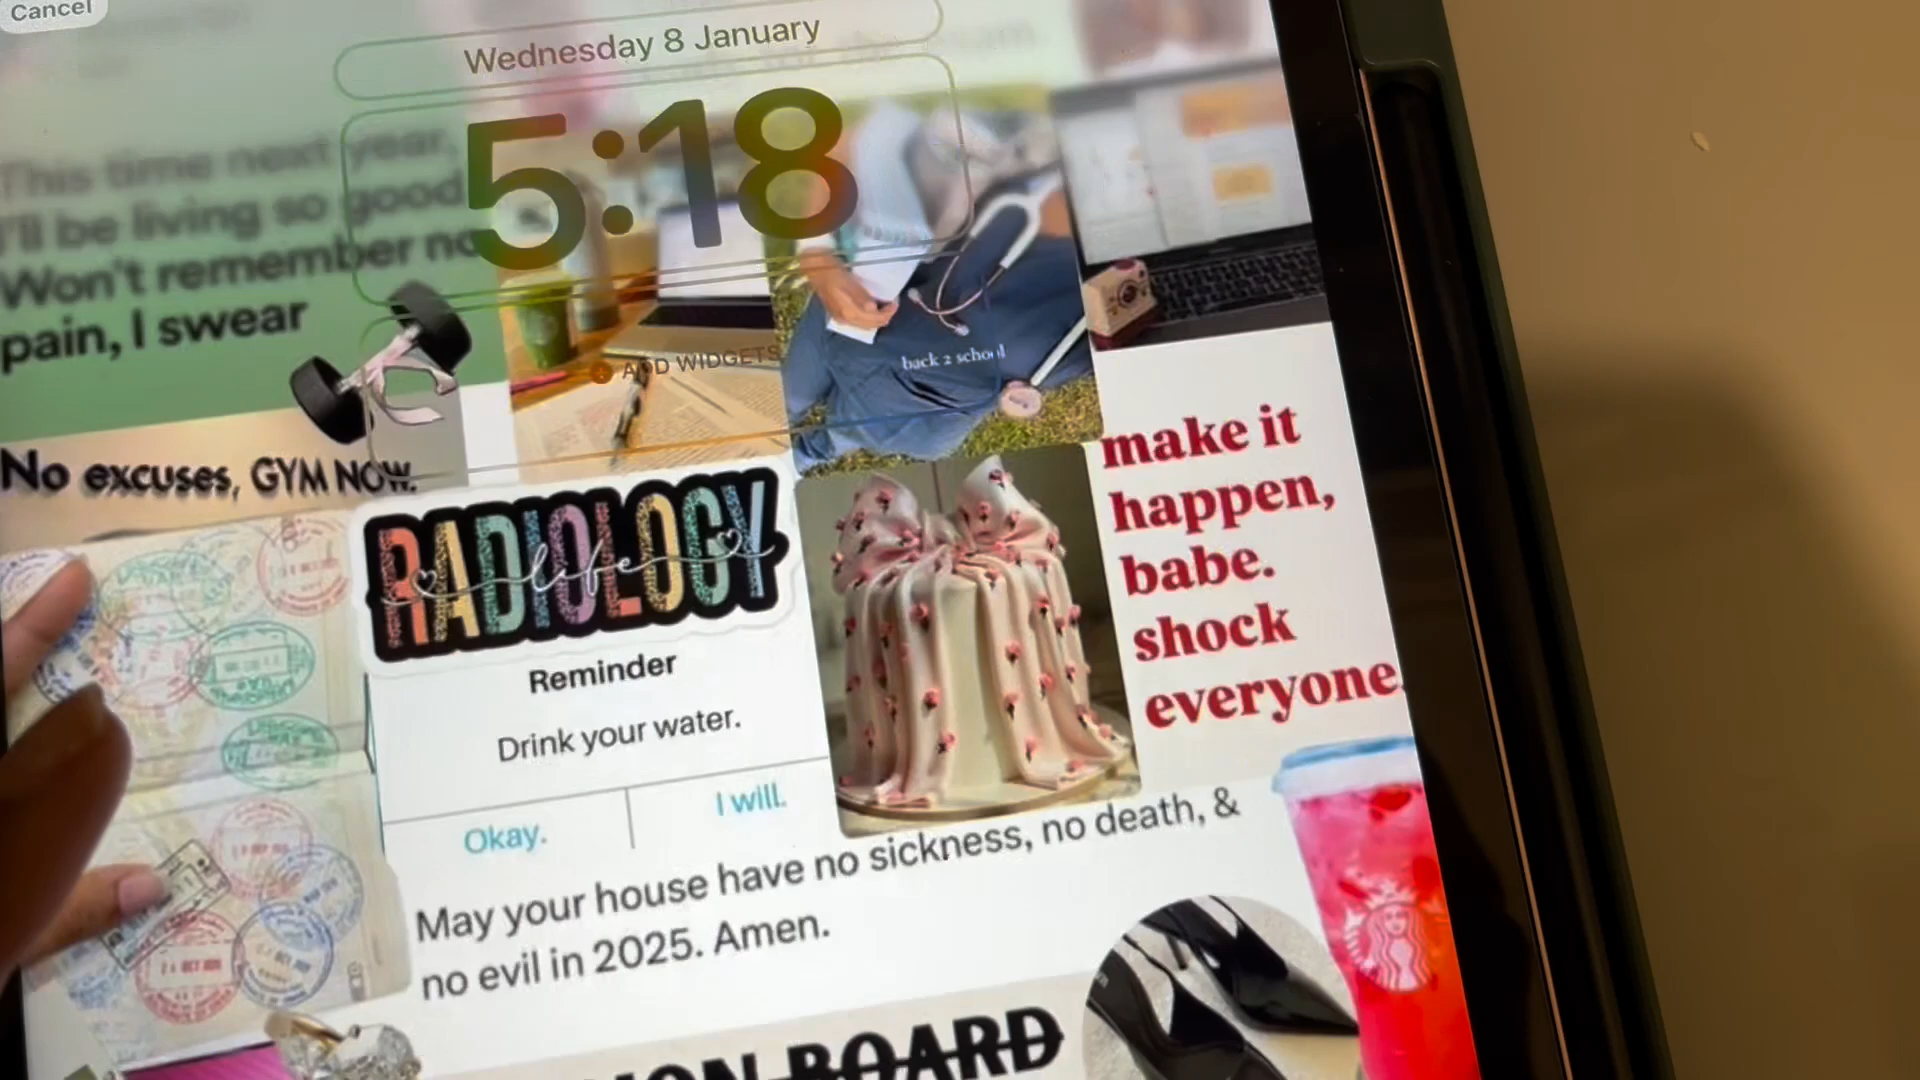 Cancel
Wednesday 8 January
5:18
This time next year,
I'll be living so good
Won't remember no
pain, I swear
ADD WIDGETS
back 2 school
No excuses, GYM NOW.
RADIOLOGY
life
make it
happen,
babe.
shock
everyone.
Reminder
Drink your water.
Okay.
I will.
May your house have no sickness, no death, &
no evil in 2025. Amen.
BOARD